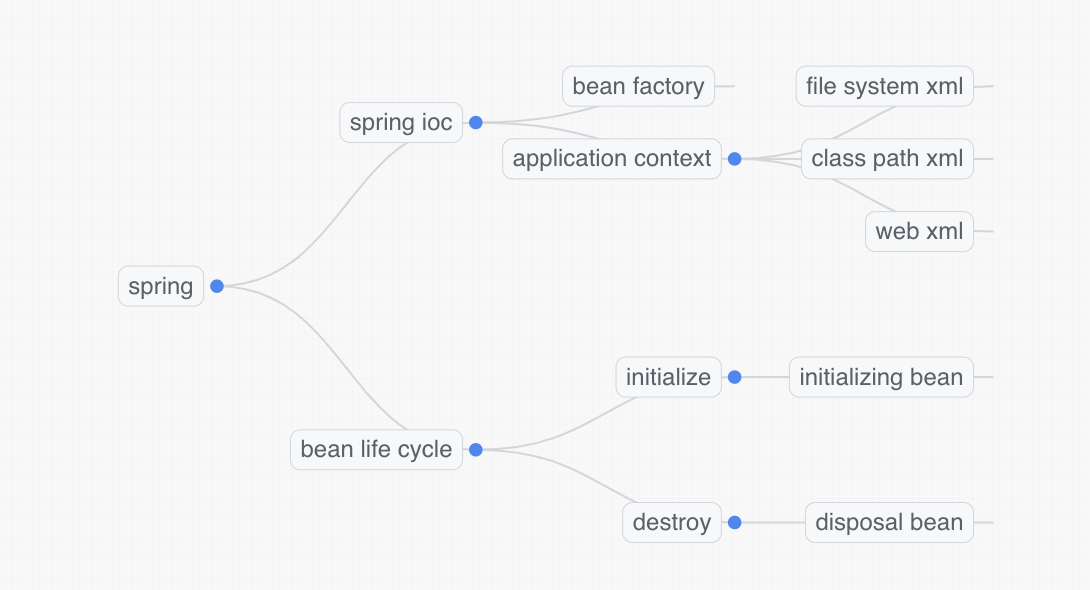 spring
spring ioc
bean factory
application context
file system xml
class path xml
web xml
bean life cycle
initialize
initializing bean
destroy
disposal bean